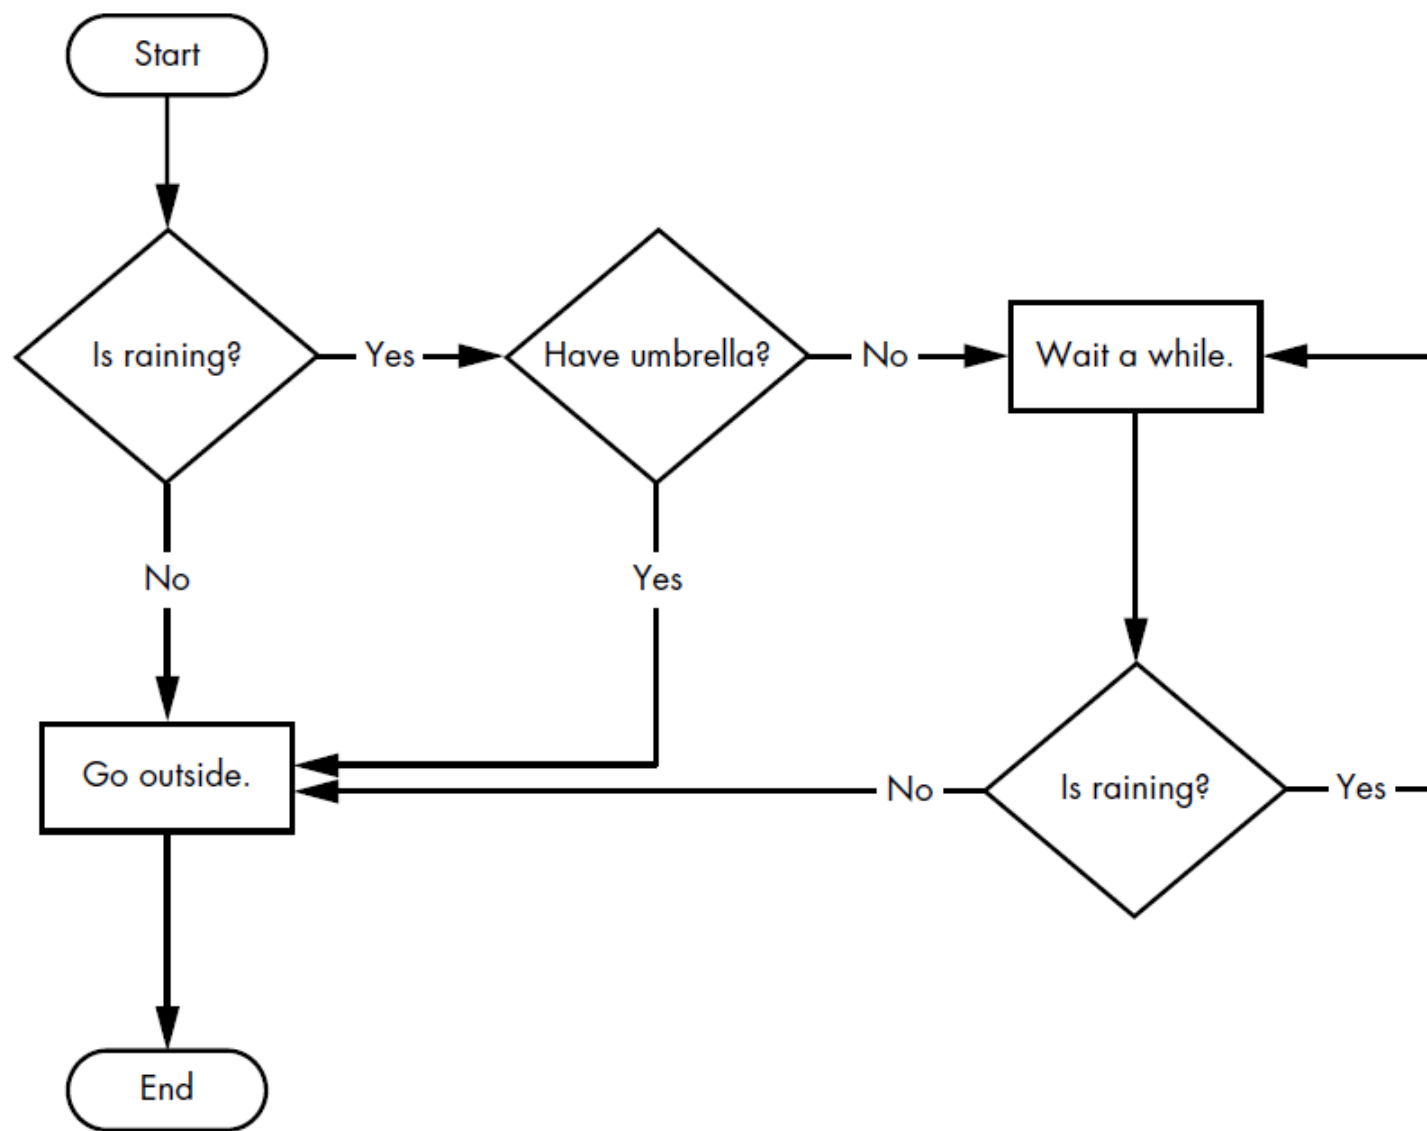 Start
Is raining?
Yes
Have umbrella?
No
Wait a while.
No
Yes
Go outside.
No
Is raining?
Yes
End